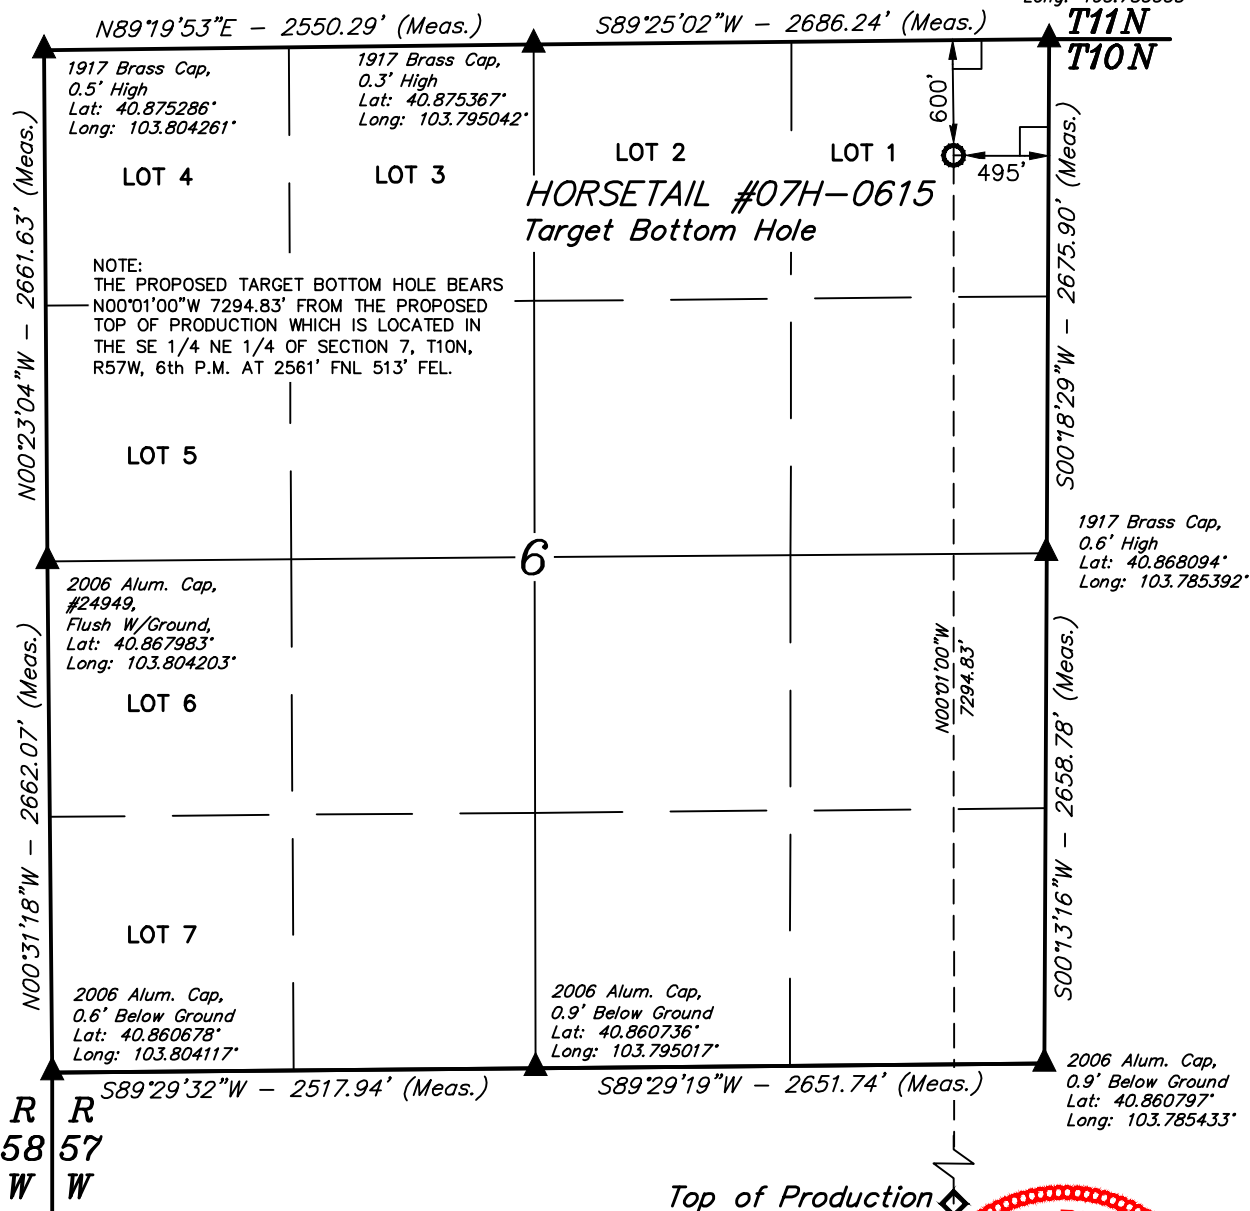 N89°19'53"E - 2550.29' (Meas.)
S89°25'02"W - 2686.24' (Meas.)
T11N
T10N
1917 Brass Cap,
0.5' High
Lat: 40.875286°
Long: 103.804261°
1917 Brass Cap,
0.3' High
Lat: 40.875367°
Long: 103.795042°
600'
495'
LOT 4
LOT 3
LOT 2
LOT 1
HORSETAIL #07H-0615
Target Bottom Hole
N00°23'04"W - 2661.63' (Meas.)
S00°18'29"W - 2675.90' (Meas.)
NOTE:
THE PROPOSED TARGET BOTTOM HOLE BEARS
N00°01'00"W 7294.83' FROM THE PROPOSED
TOP OF PRODUCTION WHICH IS LOCATED IN
THE SE 1/4 NE 1/4 OF SECTION 7, T10N,
R57W, 6th P.M. AT 2561' FNL 513' FEL.
LOT 5
6
1917 Brass Cap,
0.6' High
Lat: 40.868094°
Long: 103.785392°
2006 Alum. Cap,
#24949,
Flush W/Ground,
Lat: 40.867983°
Long: 103.804203°
LOT 6
N00°01'00"W
7294.83'
N00°31'18"W - 2662.07' (Meas.)
S00°13'16"W - 2658.78' (Meas.)
LOT 7
2006 Alum. Cap,
0.6' Below Ground
Lat: 40.860678°
Long: 103.804117°
2006 Alum. Cap,
0.9' Below Ground
Lat: 40.860736°
Long: 103.795017°
2006 Alum. Cap,
0.9' Below Ground
Lat: 40.860797°
Long: 103.785433°
S89°29'32"W - 2517.94' (Meas.)
S89°29'19"W - 2651.74' (Meas.)
R R
58 57
W W
Top of Production